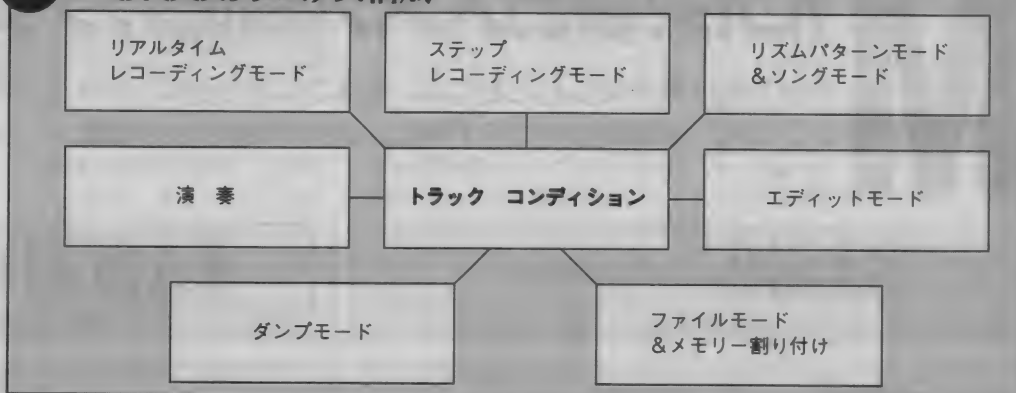 リアルタイム
レコーディングモード
ステップ
レコーディングモード
リズムパターンモード
&ソングモード
演 奏
トラック コンディション
エディットモード
ダンプモード
ファイルモード
&メモリー割り付け